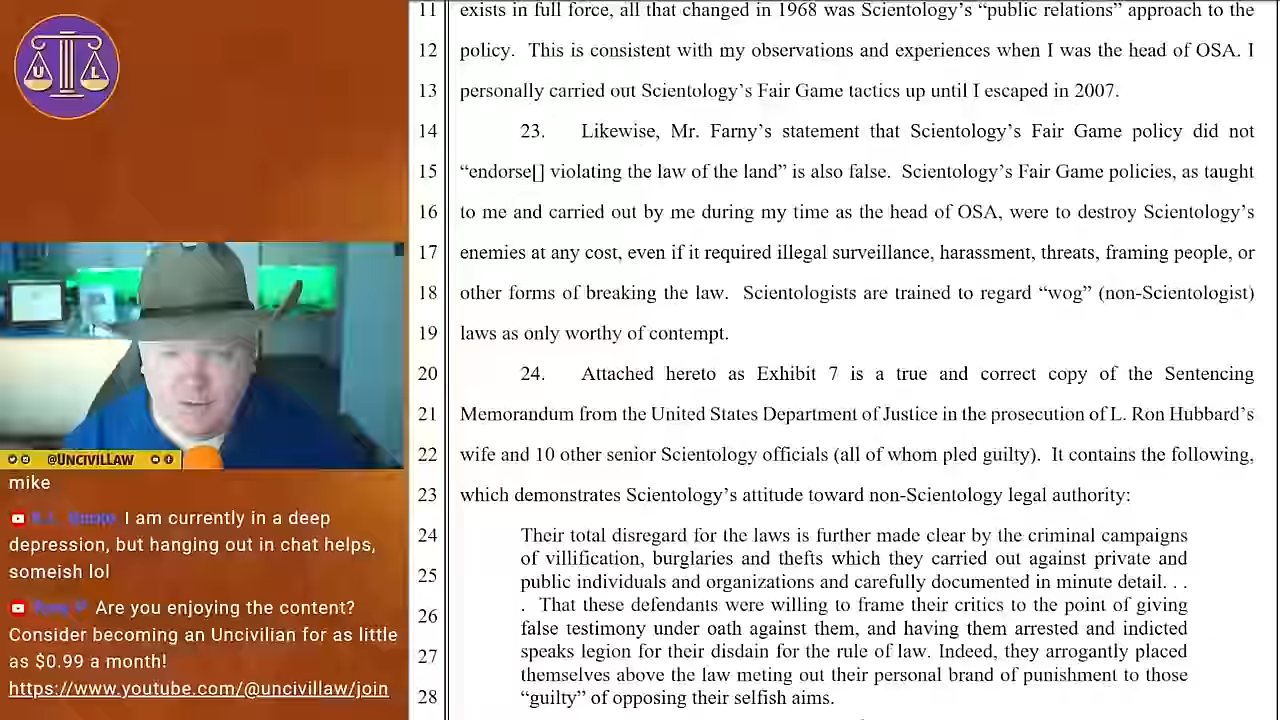 U L
@UNCIVILLAW
mike
I am currently in a deep
depression, but hanging out in chat helps,
someish lol
Are you enjoying the content?
Consider becoming an Uncivilian for as little
as $0.99 a month!
https://www.youtube.com/@uncivillaw/join
11 exists in full force, all that changed in 1968 was Scientology’s “public relations” approach to the
12 policy. This is consistent with my observations and experiences when I was the head of OSA. I
13 personally carried out Scientology’s Fair Game tactics up until I escaped in 2007.
14 23. Likewise, Mr. Farny’s statement that Scientology’s Fair Game policy did not
15 “endorse[] violating the law of the land” is also false. Scientology’s Fair Game policies, as taught
16 to me and carried out by me during my time as the head of OSA, were to destroy Scientology’s
17 enemies at any cost, even if it required illegal surveillance, harassment, threats, framing people, or
18 other forms of breaking the law. Scientologists are trained to regard “wog” (non-Scientologist)
19 laws as only worthy of contempt.
20 24. Attached hereto as Exhibit 7 is a true and correct copy of the Sentencing
21 Memorandum from the United States Department of Justice in the prosecution of L. Ron Hubbard’s
22 wife and 10 other senior Scientology officials (all of whom pled guilty). It contains the following,
23 which demonstrates Scientology’s attitude toward non-Scientology legal authority:
24 Their total disregard for the laws is further made clear by the criminal campaigns
of villification, burglaries and thefts which they carried out against private and
25 public individuals and organizations and carefully documented in minute detail. . .
. That these defendants were willing to frame their critics to the point of giving
26 false testimony under oath against them, and having them arrested and indicted
27 speaks legion for their disdain for the rule of law. Indeed, they arrogantly placed
themselves above the law meting out their personal brand of punishment to those
28 “guilty” of opposing their selfish aims.